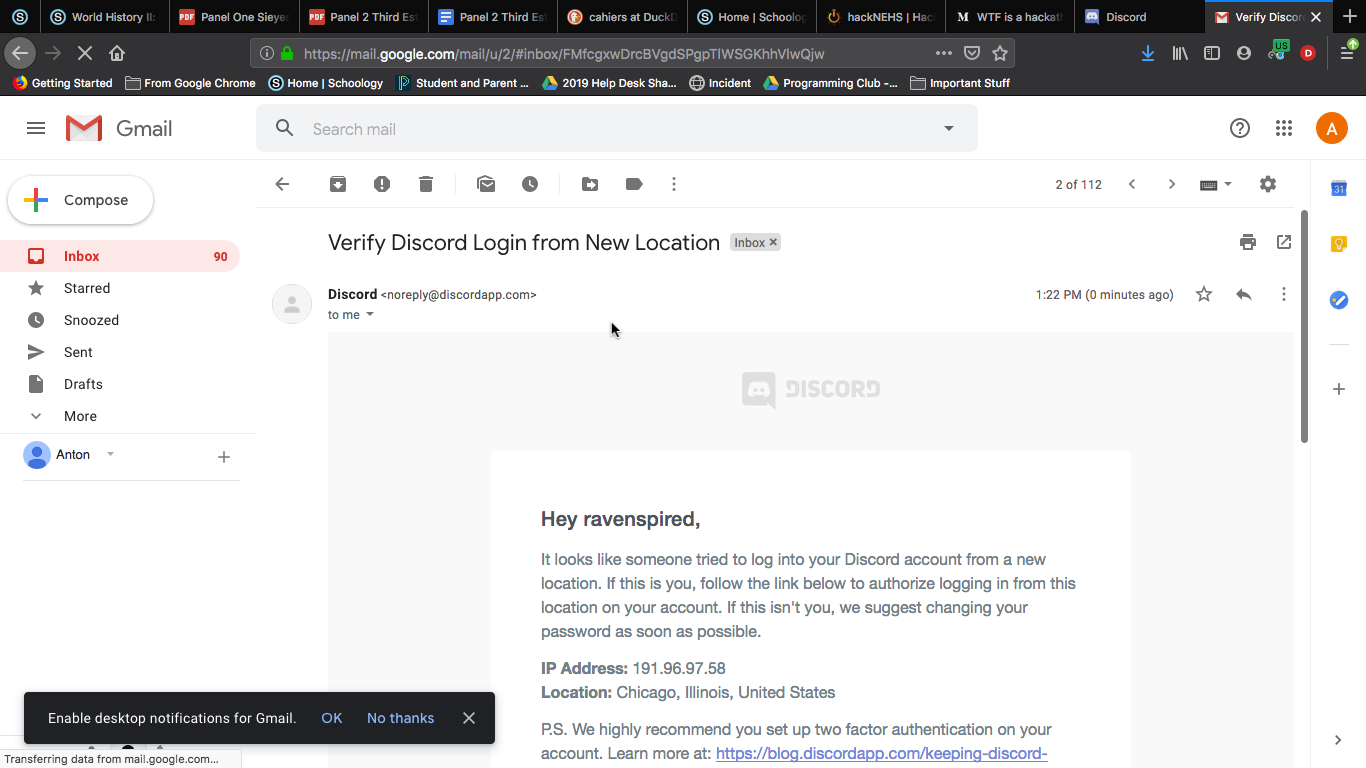 World History II:
PDF Panel One Sieyes
PDF Panel 2 Third Est
Panel 2 Third Est
cahiers at DuckD
Home | Schoolog
hackNEHS | Hac
M WTF is a hackath
Discord
Verify Discord
https://mail.google.com/mail/u/2/#inbox/FMfcgxwDrcBVgdSPgpTlWSGKhhVlwQjw
US
D
Getting Started
From Google Chrome
Home | Schoology
Student and Parent ...
2019 Help Desk Sha...
Incident
Programming Club -...
Important Stuff
Gmail
Search mail
A
Compose
2 of 112
31
Inbox 90
Starred
Snoozed
Sent
Drafts
More
Anton
Verify Discord Login from New Location
Inbox ×
Discord <noreply@discordapp.com>
1:22 PM (0 minutes ago)
to me
DISCORD
Hey ravenspired,
It looks like someone tried to log into your Discord account from a new
location. If this is you, follow the link below to authorize logging in from this
location on your account. If this isn't you, we suggest changing your
password as soon as possible.
IP Address: 191.96.97.58
Location: Chicago, Illinois, United States
P.S. We highly recommend you set up two factor authentication on your
account. Learn more at: https://blog.discordapp.com/keeping-discord-
Enable desktop notifications for Gmail. OK No thanks
Transferring data from mail.google.com...